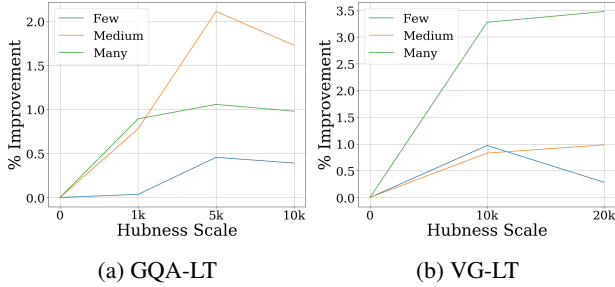 Few
Medium
Many
2.0
1.5
1.0
0.5
0.0
% Improvement
0 1k 5k 10k
Hubness Scale
(a) GQA-LT
Few
Medium
Many
3.5
3.0
2.5
2.0
1.5
1.0
0.5
0.0
% Improvement
0 10k 20k
Hubness Scale
(b) VG-LT